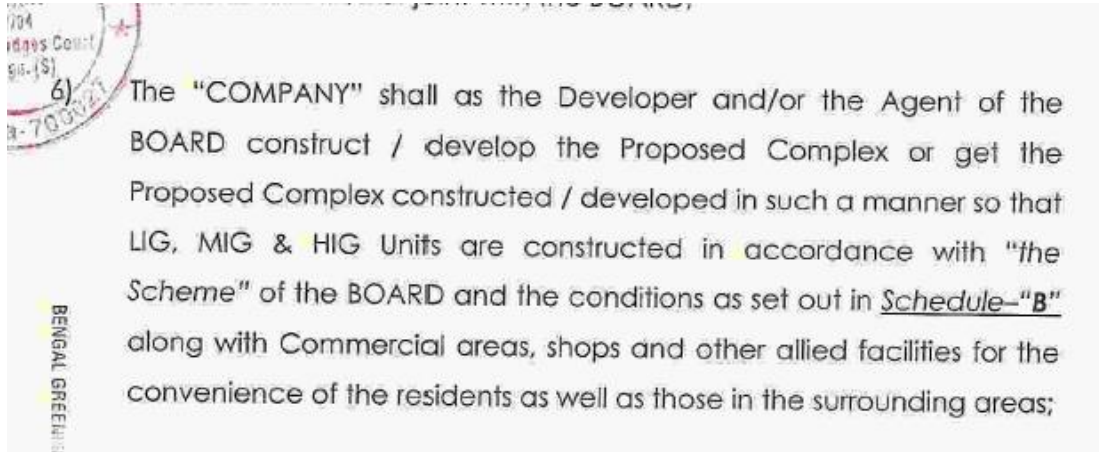 6) The "COMPANY" shall as the Developer and/or the Agent of the
BOARD construct / develop the Proposed Complex or get the
Proposed Complex constructed / developed in such a manner so that
LIG, MIG & HIG Units are constructed in accordance with "the
Scheme" of the BOARD and the conditions as set out in Schedule–"B"
along with Commercial areas, shops and other allied facilities for the
convenience of the residents as well as those in the surrounding areas;
BENGAL